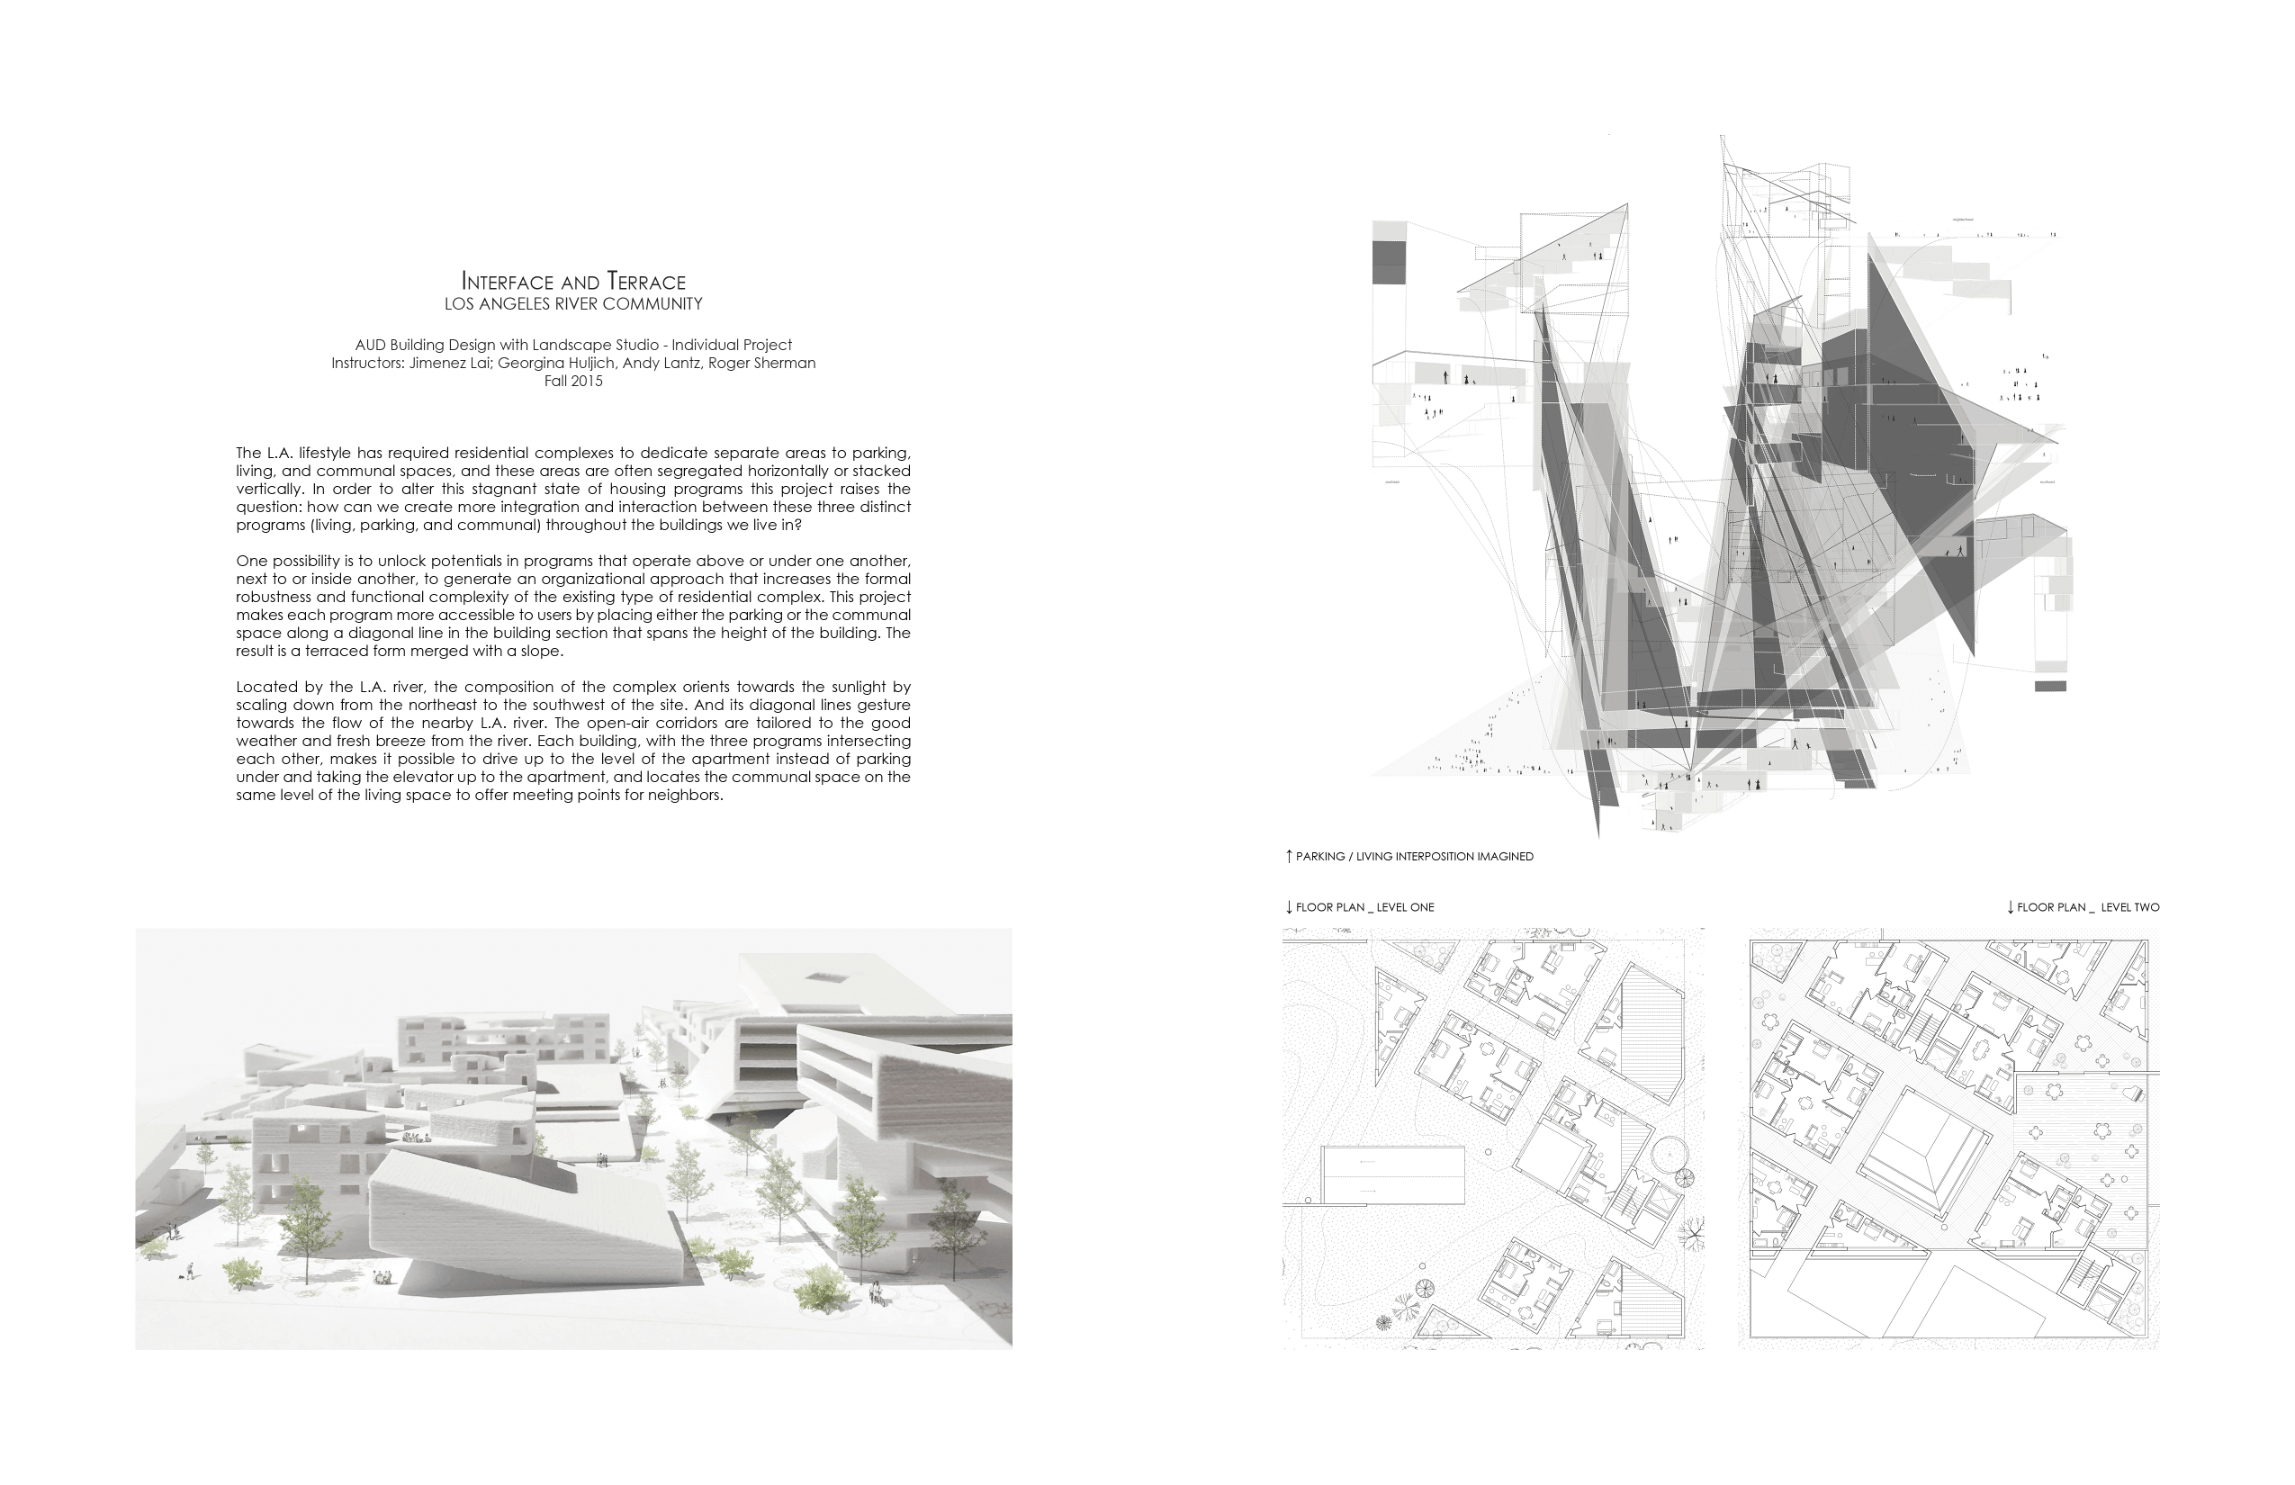 INTERFACE AND TERRACE
LOS ANGELES RIVER COMMUNITY
AUD Building Design with Landscape Studio - Individual Project
Instructors: Jimenez Lai; Georgina Huljich, Andy Lantz, Roger Sherman
Fall 2015
The L.A. lifestyle has required residential complexes to dedicate separate areas to parking,
living, and communal spaces, and these areas are often segregated horizontally or stacked
vertically. In order to alter this stagnant state of housing programs this project raises the
question: how can we create more integration and interaction between these three distinct
programs (living, parking, and communal) throughout the buildings we live in?
One possibility is to unlock potentials in programs that operate above or under one another,
next to or inside another, to generate an organizational approach that increases the formal
robustness and functional complexity of the existing type of residential complex. This project
makes each program more accessible to users by placing either the parking or the communal
space along a diagonal line in the building section that spans the height of the building. The
result is a terraced form merged with a slope.
Located by the L.A. river, the composition of the complex orients towards the sunlight by
scaling down from the northeast to the southwest of the site. And its diagonal lines gesture
towards the flow of the nearby L.A. river. The open-air corridors are tailored to the good
weather and fresh breeze from the river. Each building, with the three programs intersecting
each other, makes it possible to drive up to the level of the apartment instead of parking
under and taking the elevator up to the apartment, and locates the communal space on the
same level of the living space to offer meeting points for neighbors.
↑ PARKING / LIVING INTERPOSITION IMAGINED
↓ FLOOR PLAN _ LEVEL ONE
↓ FLOOR PLAN _ LEVEL TWO